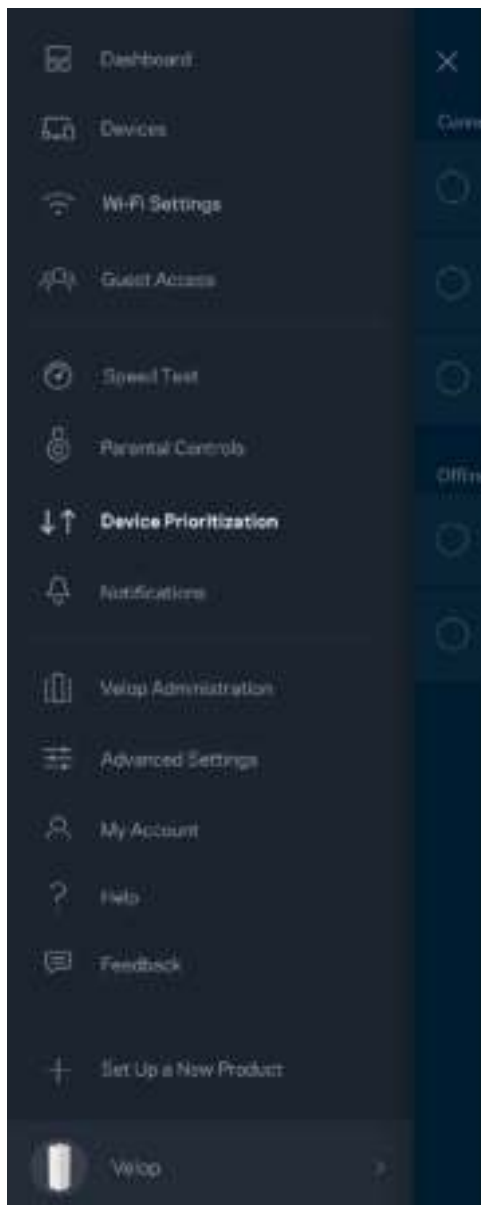 Dashboard
Devices
Wi-Fi Settings
Guest Access
Speed Test
Parental Controls
Device Prioritization
Notifications
Velop Administration
Advanced Settings
My Account
Help
Feedback
Set Up a New Product
Velop